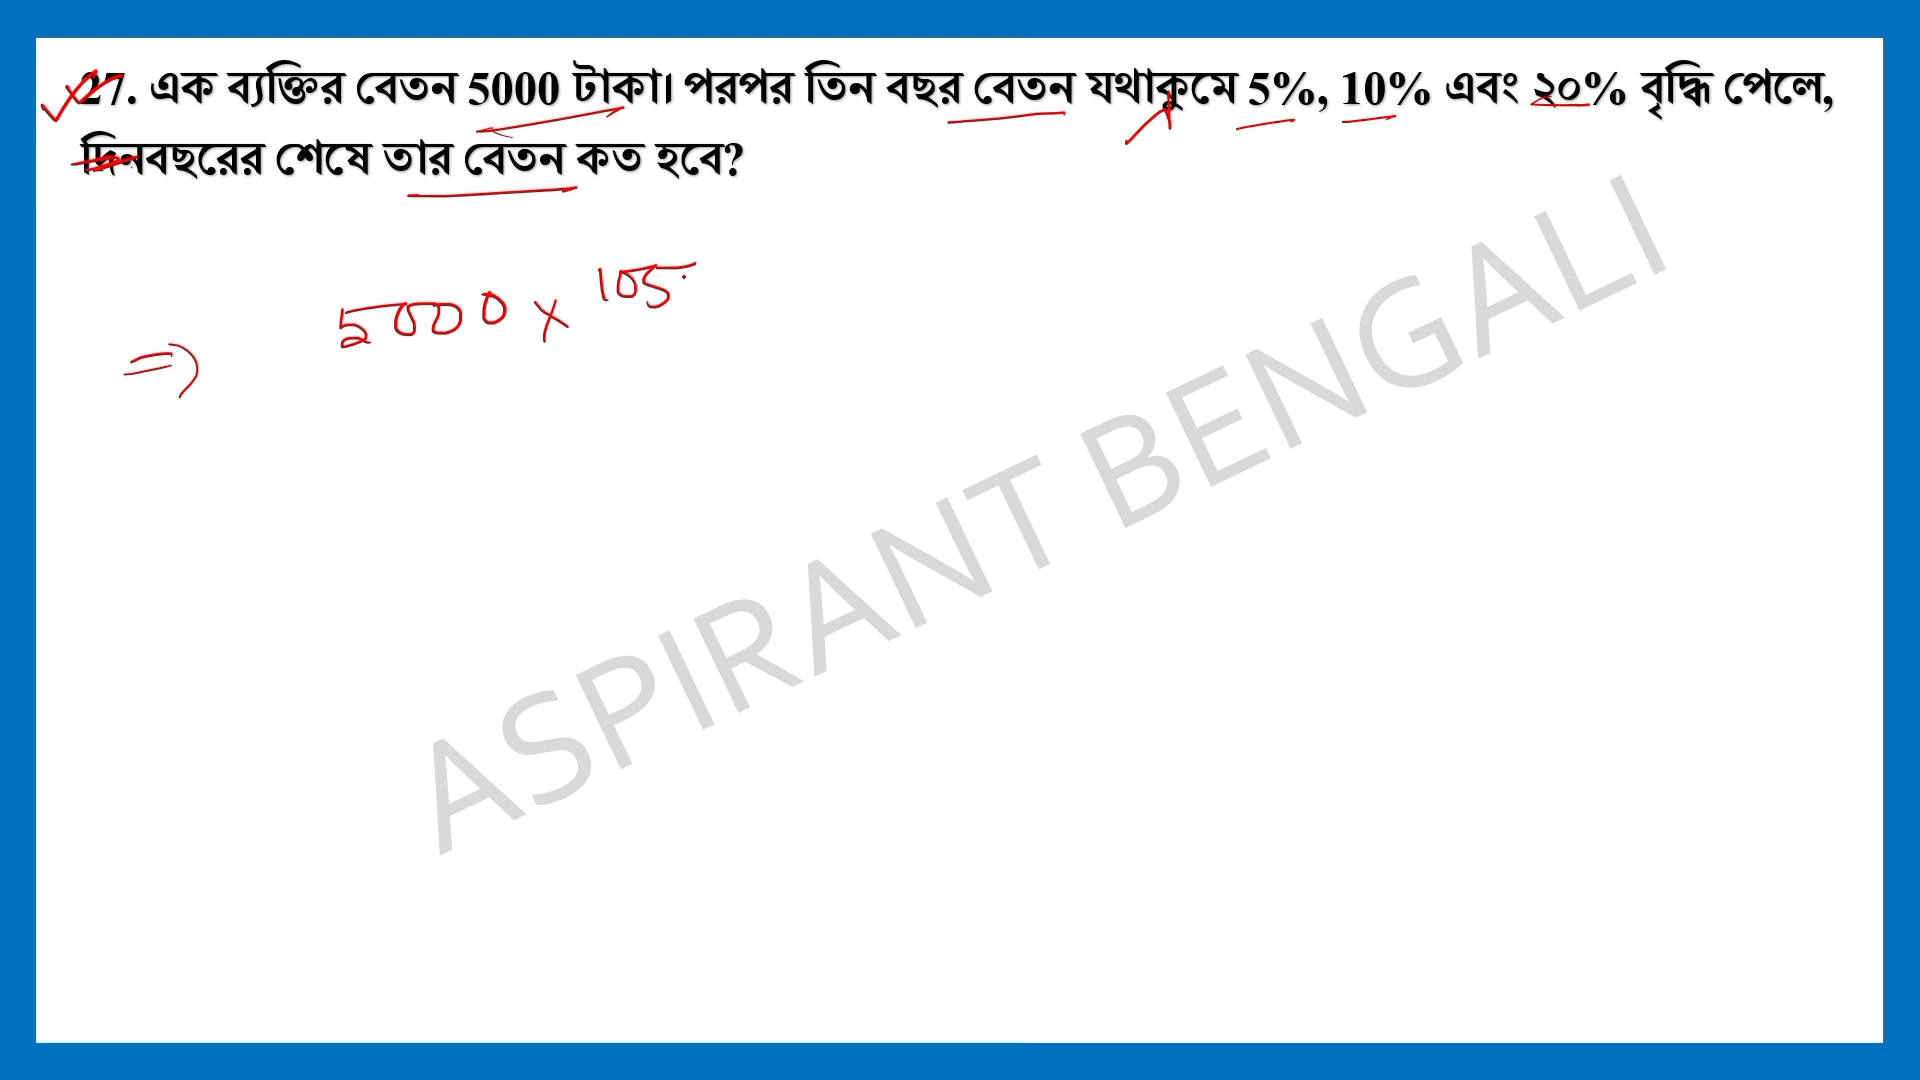 27. এক ব্যক্তির বেতন 5000 টাকা। পরপর তিন বছর বেতন যথাকুমে 5%, 10% এবং ২০% বৃদ্ধি পেলে,
দিনবছরের শেষে তার বেতন কত হবে?
⇒ 5000 × 105
ASPIRANT BENGALI